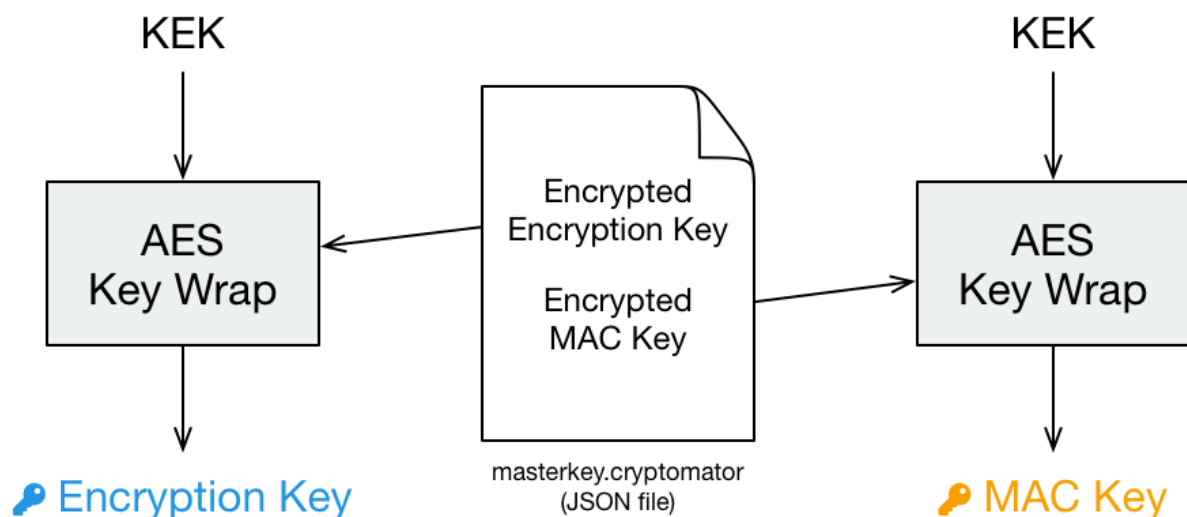 KEK
KEK
AES
Key Wrap
Encrypted
Encryption Key
Encrypted
MAC Key
AES
Key Wrap
masterkey.cryptomator
(JSON file)
Encryption Key
MAC Key